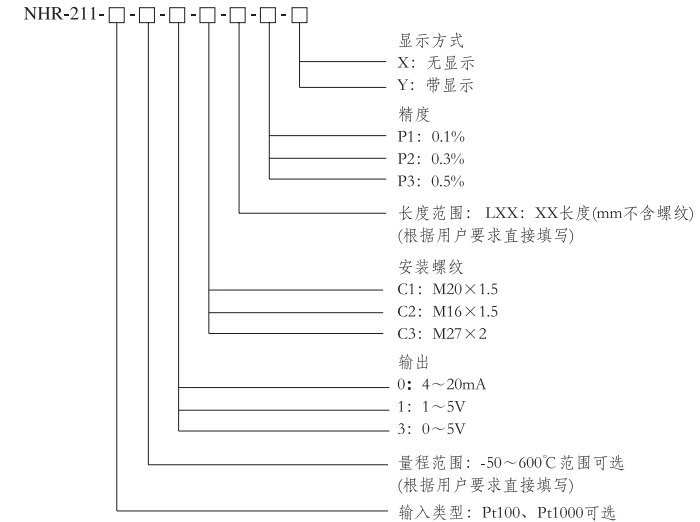 NHR-211-□-□-□-□-□-□-□
显示方式
X：无显示
Y：带显示
精度
P1：0.1%
P2：0.3%
P3：0.5%
长度范围： LXX：XX长度(mm不含螺纹)
(根据用户要求直接填写)
安装螺纹
C1：M20×1.5
C2：M16×1.5
C3：M27×2
输出
0：4～20mA
1：1～5V
3：0～5V
量程范围：-50～600℃范围可选
(根据用户要求直接填写)
输入类型：Pt100、Pt1000可选